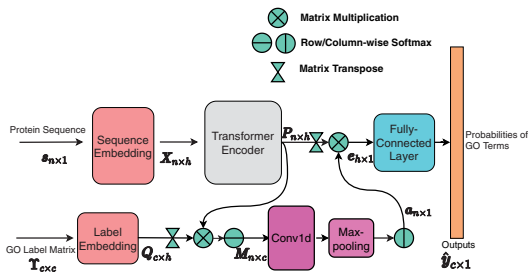 Matrix Multiplication
Row/Column-wise Softmax
Matrix Transpose
Protein Sequence
s_{n×1}
Sequence
Embedding
X_{n×h}
Transformer
Encoder
P_{n×h}
e_{h×1}
Fully-
Connected
Layer
Probabilities of
GO Terms
GO Label Matrix
Υ_{c×c}
Label
Embedding
Q_{c×h}
M_{n×c}
Conv1d
Max-
pooling
a_{n×1}
Outputs
ŷ_{c×1}